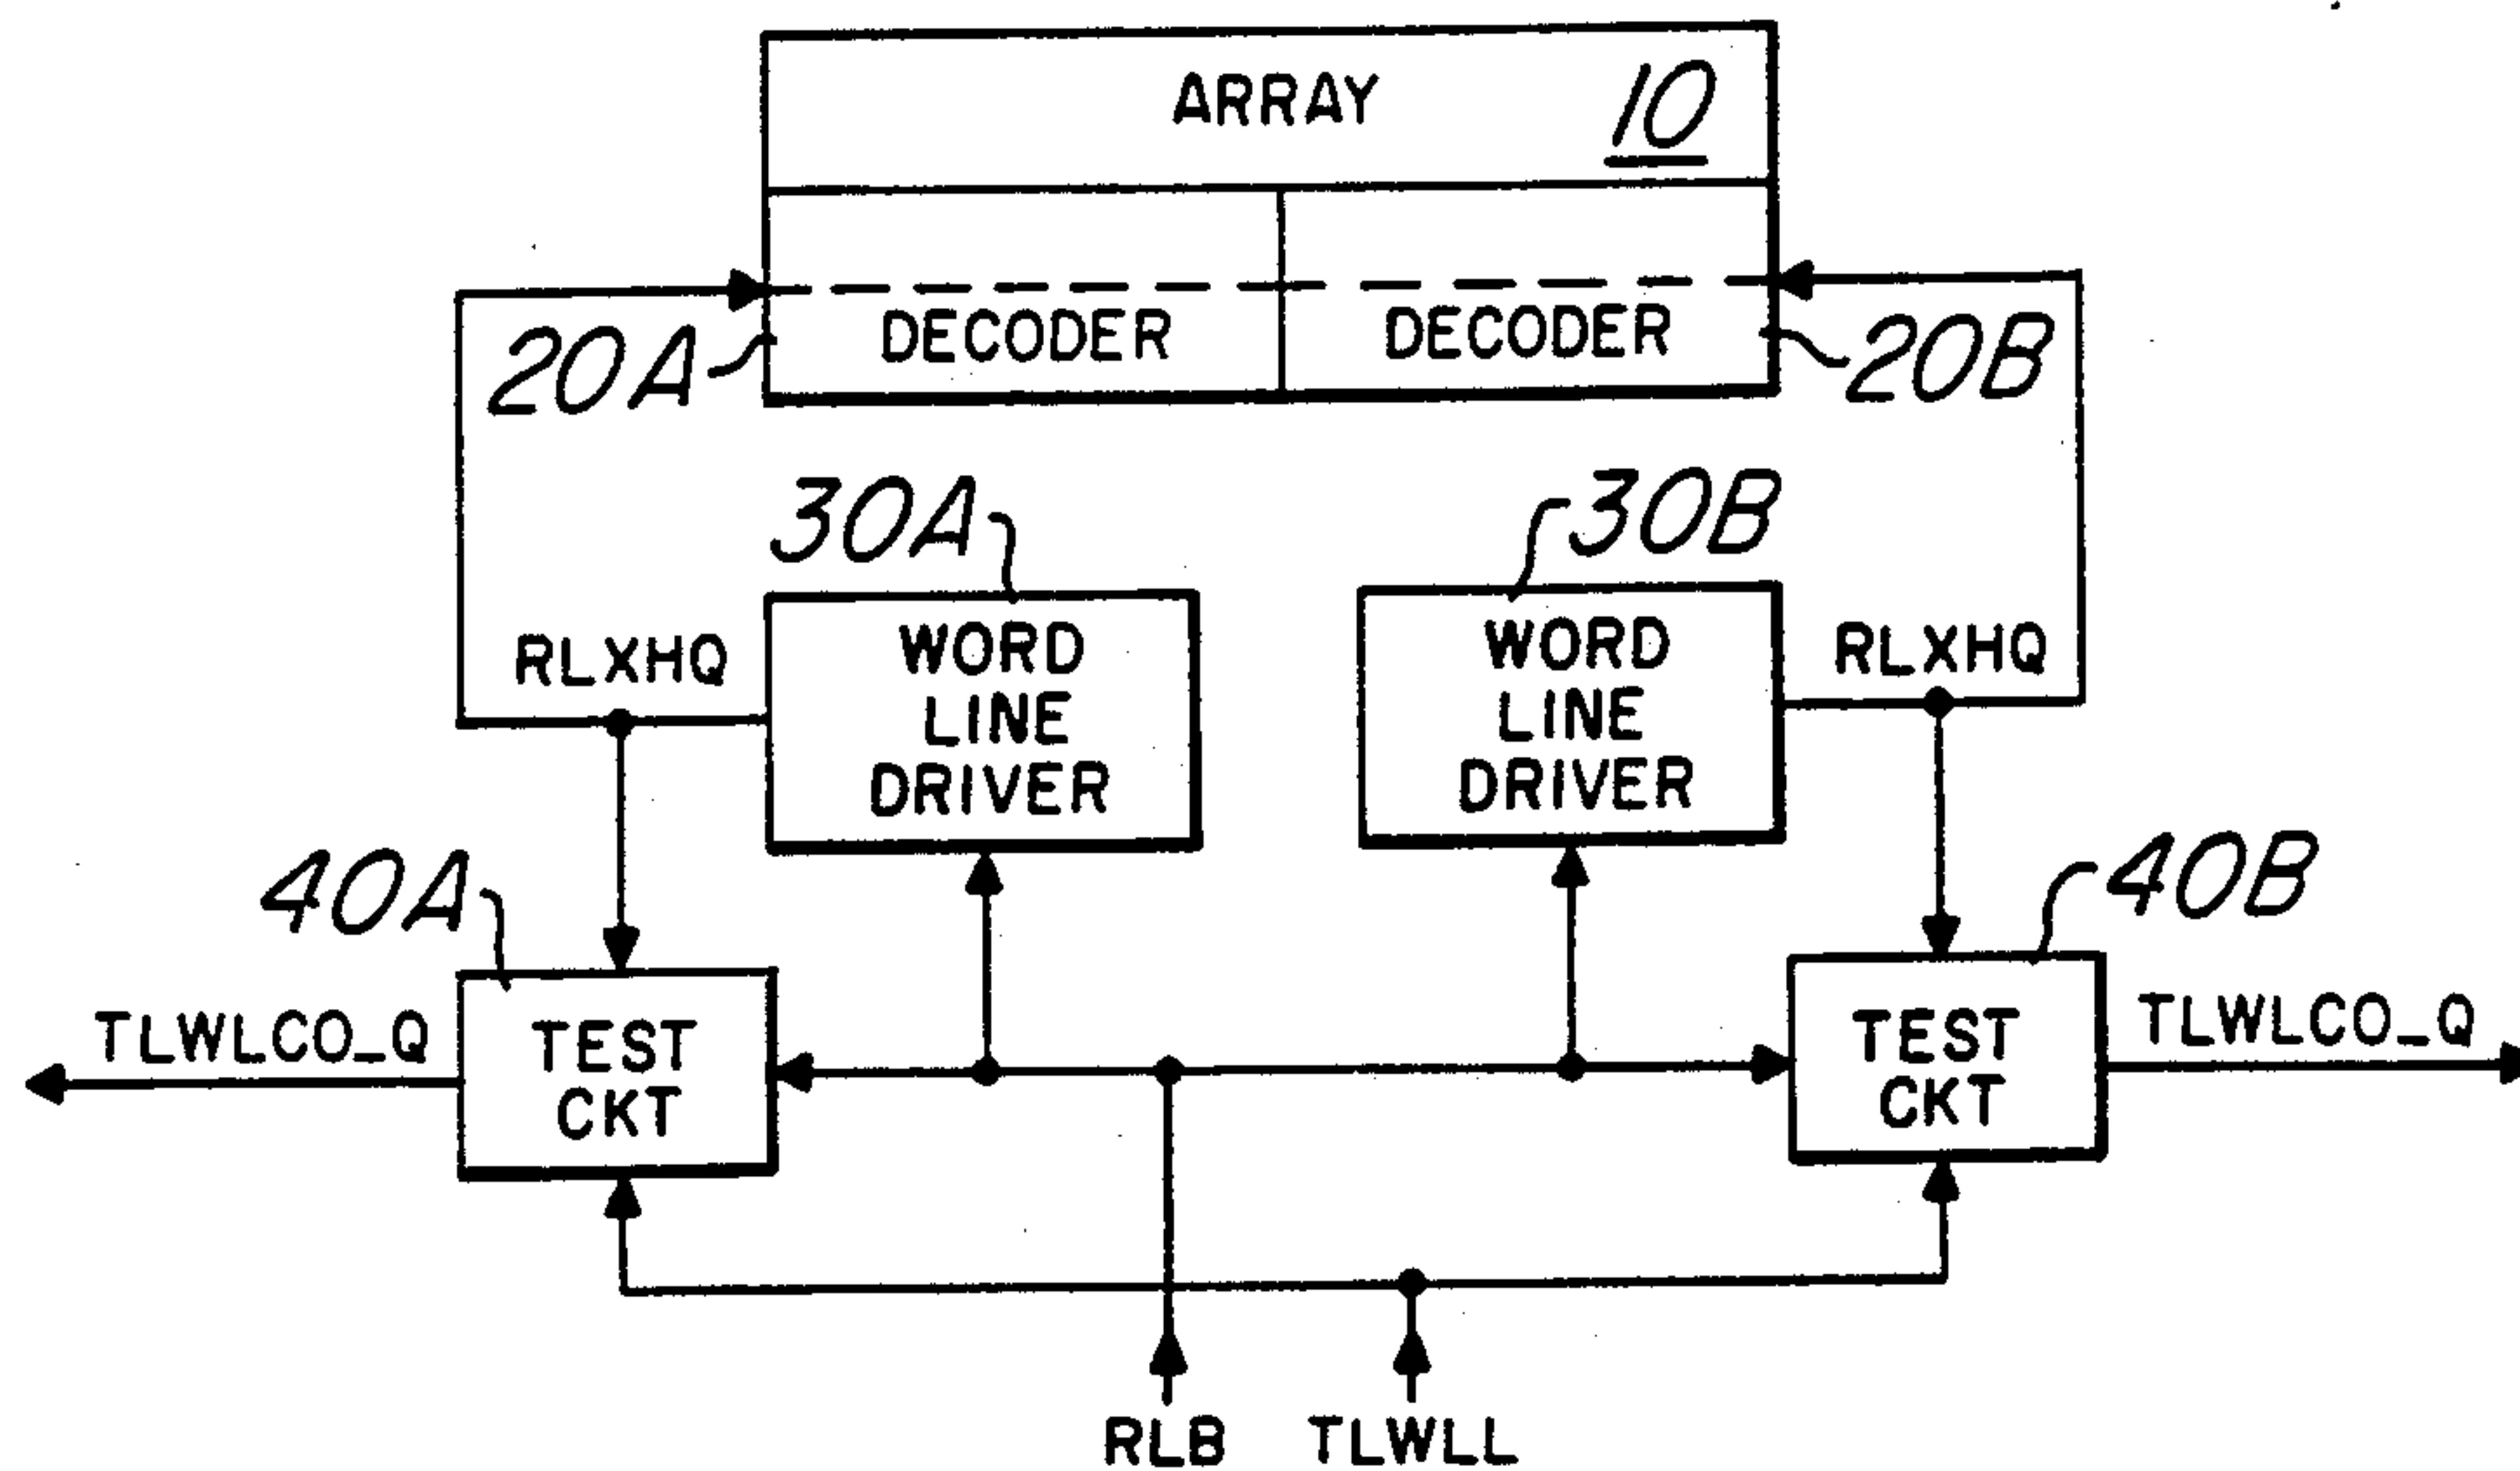 ARRAY 10
DECODER DECODER
20A 20B
30A 30B
RLXHQ WORD LINE DRIVER
WORD LINE DRIVER RLXHQ
40A 40B
TLWLCO_Q TEST CKT
TEST CKT TLWLCO_Q
RLB TLWLL